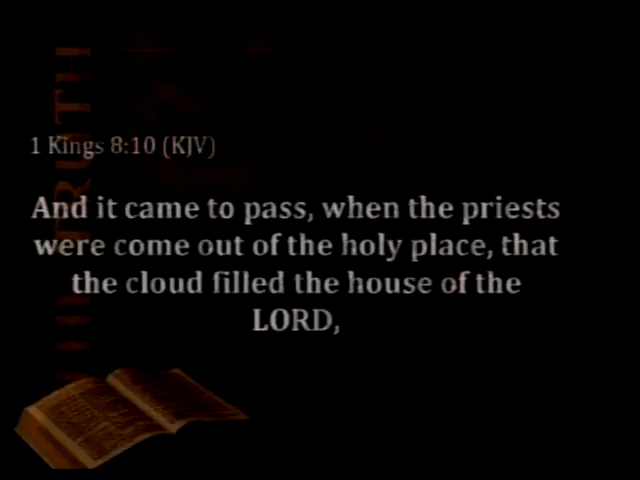 1 Kings 8:10 (KJV)
And it came to pass, when the priests
were come out of the holy place, that
the cloud filled the house of the
LORD,
TRUTH